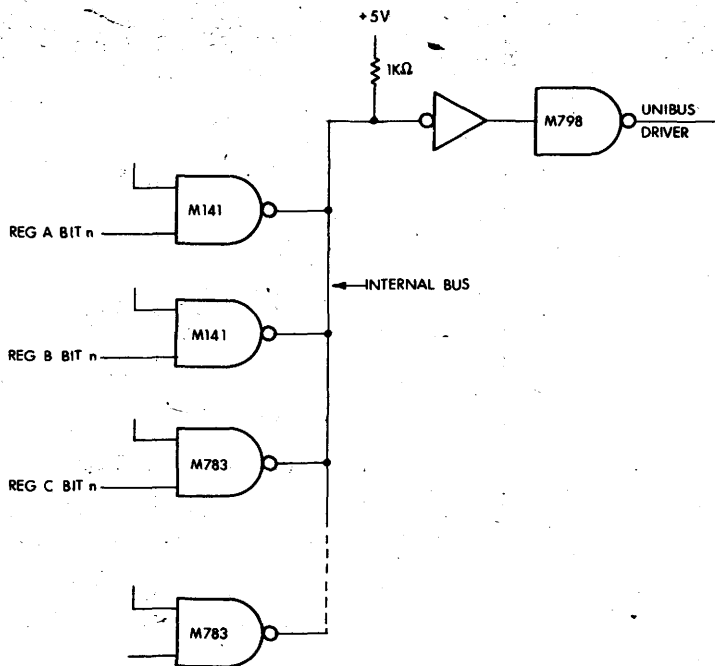 +5V
1KΩ
M798
UNIBUS
DRIVER
M141
REG A BIT n
INTERNAL BUS
M141
REG B BIT n
M783
REG C BIT n
M783